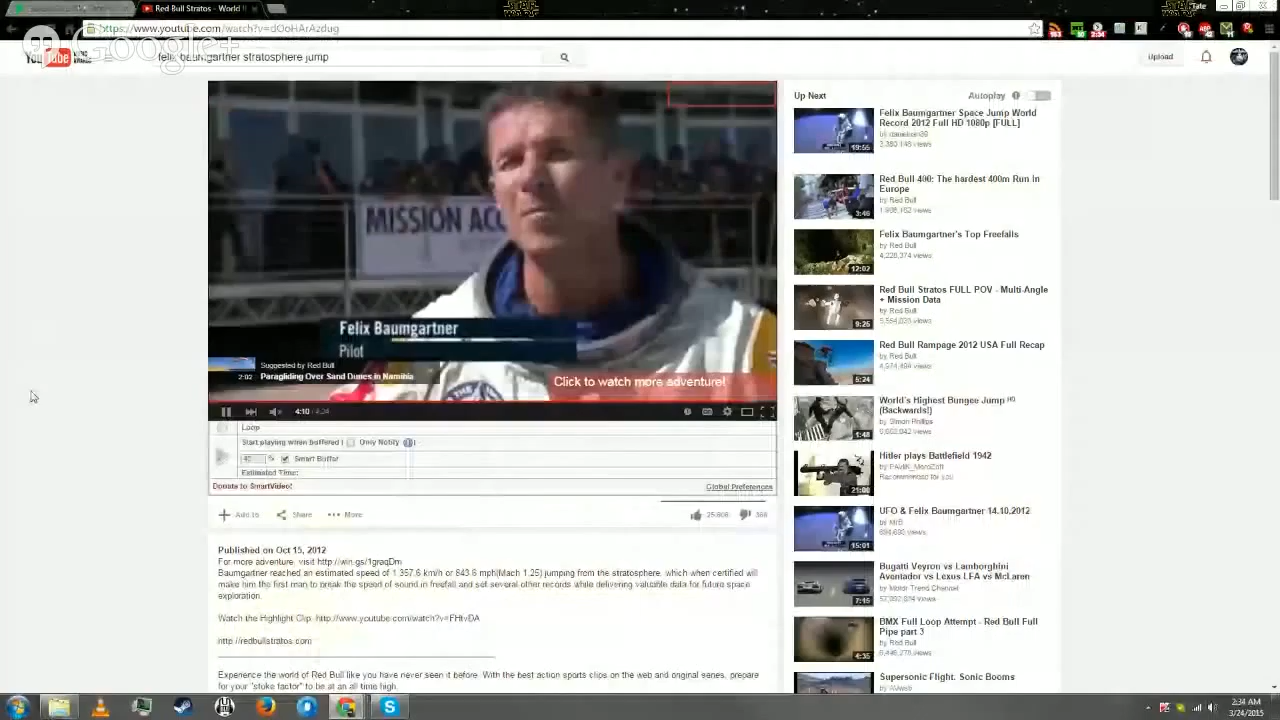 Red Bull Stratos - World
Tate
https://www.youtube.com/watch?v=dOoHArAzdug
Google+
YouTube
felix baumgartner stratosphere jump
Upload
MISSION CO
Felix Baumgartner
Pilot
Suggested by Red Bull
2:02
Paragliding Over Sand Dunes in Namibia
Click to watch more adventure!
4:10
Loop
Start playing when buffered
Only Notify
Smart Buffer
Estimated Time:
Donate to SmartVideo!
Global Preferences
Add to
Share
More
Published on Oct 15, 2012
For more adventure, visit
Baumgartner reached an estimated speed of 1,357.6 km/h or 843.6 mph(Mach 1.25) jumping from the stratosphere, which when certified will
make him the first man to break the speed of sound in freefall and set several other records while delivering valuable data for future space
exploration.
Watch the Highlight Clip:
http://redbullstratos.com
Experience the world of Red Bull like you have never seen it before. With the best action sports clips on the web and original series, prepare
for your "stoke factor" to be at an all time high.
Up Next
Autoplay
Felix Baumgartner Space Jump World
Record 2012 Full HD 1080p [FULL]
19:55
Red Bull 400: The hardest 400m Run in
Europe
by Red Bull
3:46
Felix Baumgartner's Top Freefalls
by Red Bull
4,228,374 views
12:02
Red Bull Stratos FULL POV - Multi-Angle
+ Mission Data
by Red Bull
9:25
Red Bull Rampage 2012 USA Full Recap
by Red Bull
5:24
World's Highest Bungee Jump HQ
(Backwards!)
by Simon Phillips
1:48
Hitler plays Battlefield 1942
Recommended for you
21:00
UFO & Felix Baumgartner 14.10.2012
15:01
Bugatti Veyron vs Lamborghini
Aventador vs Lexus LFA vs McLaren
by Motor Trend Channel
7:15
BMX Full Loop Attempt - Red Bull Full
Pipe part 3
by Red Bull
4:35
Supersonic Flight, Sonic Booms
2:34 AM
3/24/2015